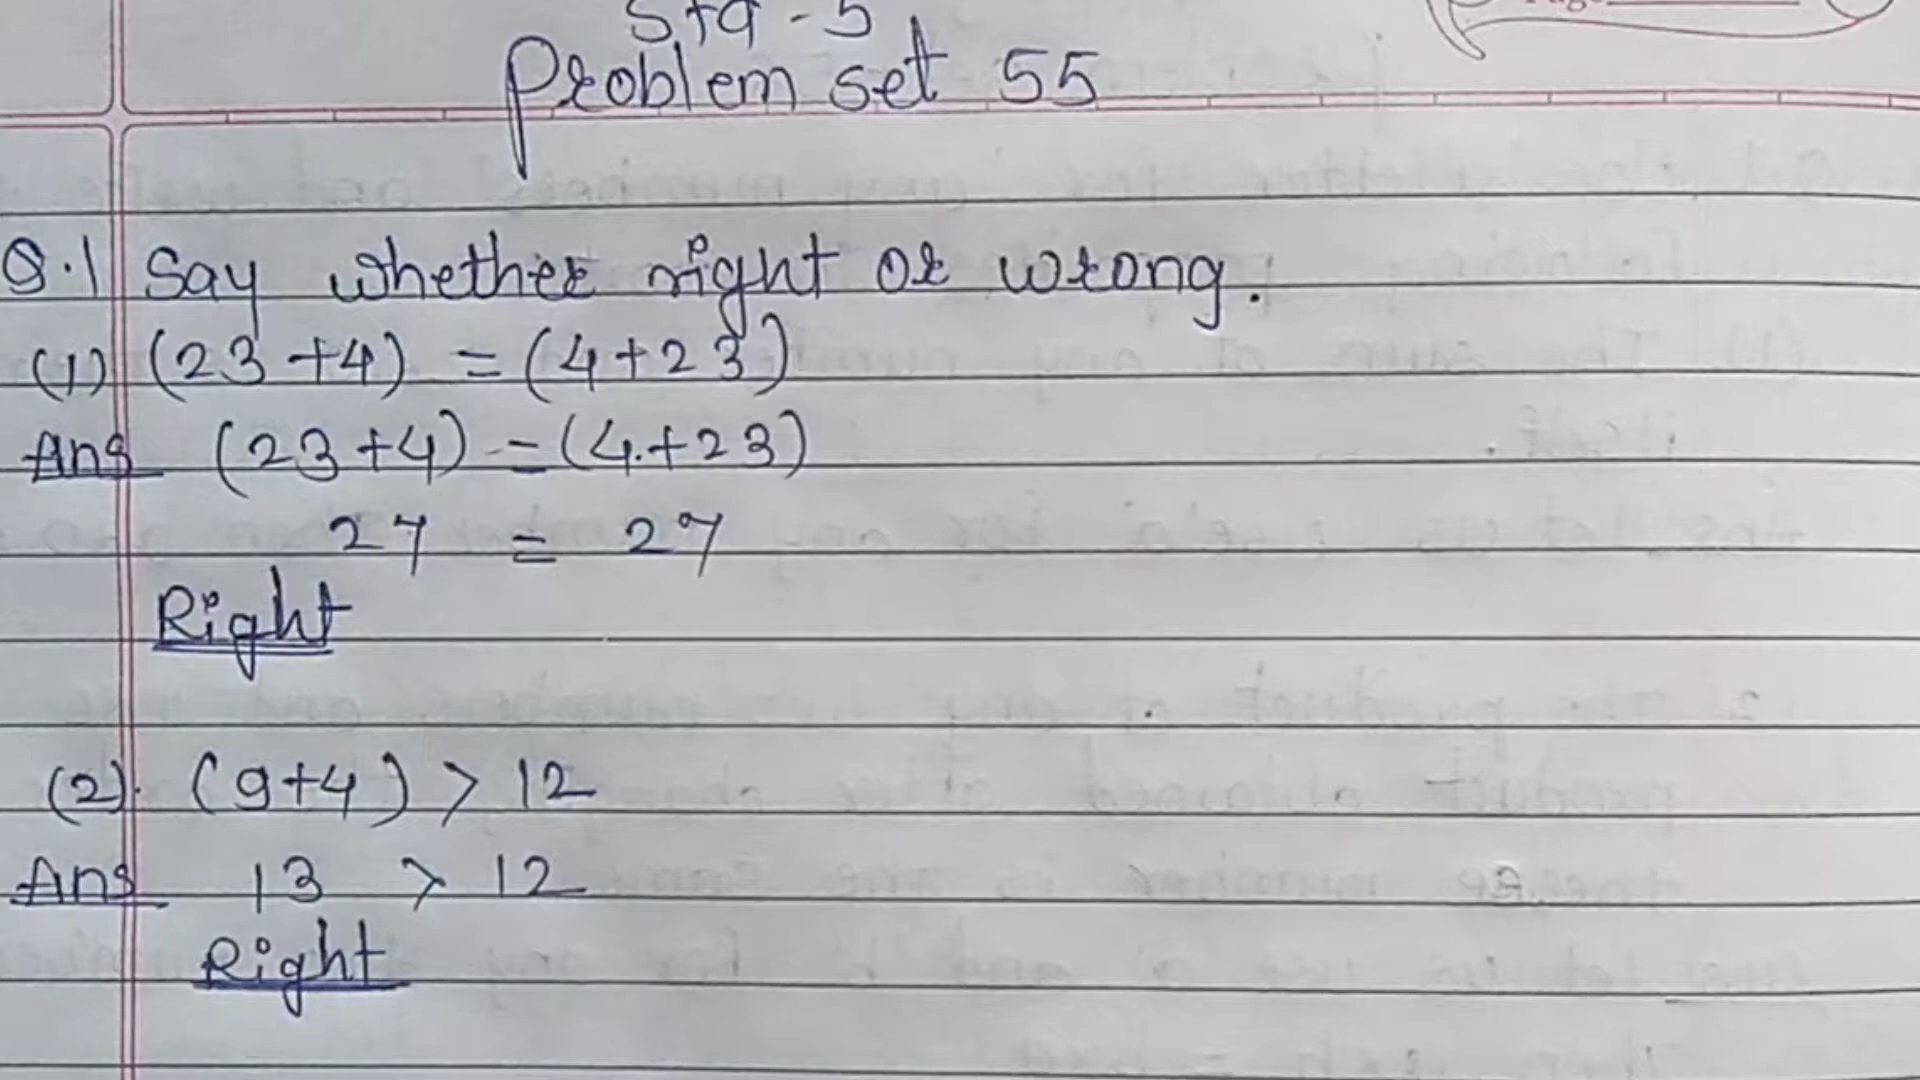 Std - 5
Problem set 55
Q.1 Say whether right or wrong.
(1) (23+4) = (4+23)
Ans (23+4) = (4+23)
27 = 27
Right
(2) (9+4) > 12
Ans 13 > 12
Right